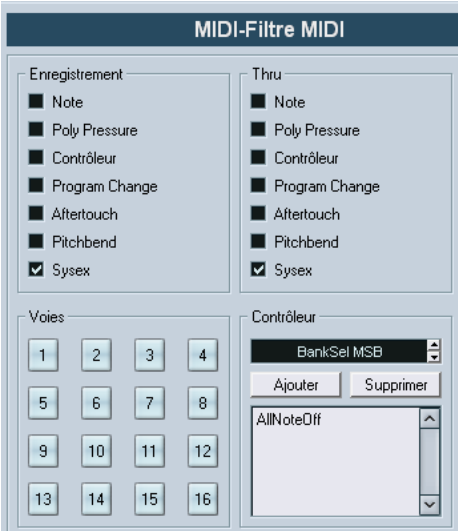 MIDI-Filtre MIDI
Enregistrement
Note
Poly Pressure
Contrôleur
Program Change
Aftertouch
Pitchbend
Sysex
Thru
Note
Poly Pressure
Contrôleur
Program Change
Aftertouch
Pitchbend
Sysex
Voies
1 2 3 4
5 6 7 8
9 10 11 12
13 14 15 16
Contrôleur
BankSel MSB
Ajouter Supprimer
AllNoteOff